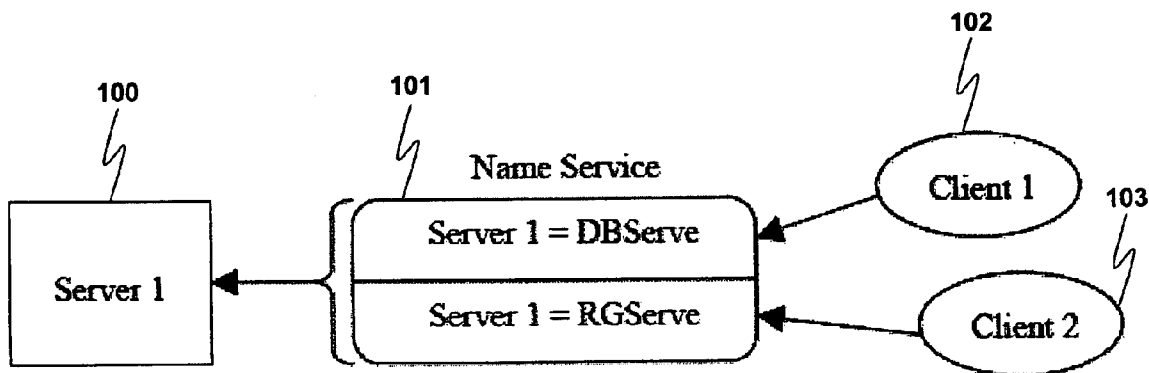 102
100
101
Name Service
Client 1
103
Server 1 = DBServe
Server 1
Server 1 = RGServe
Client 2